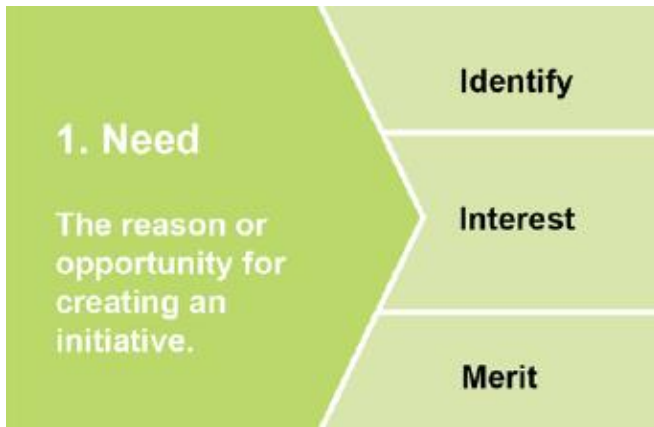 1. Need
The reason or
opportunity for
creating an
initiative.
Identify
Interest
Merit